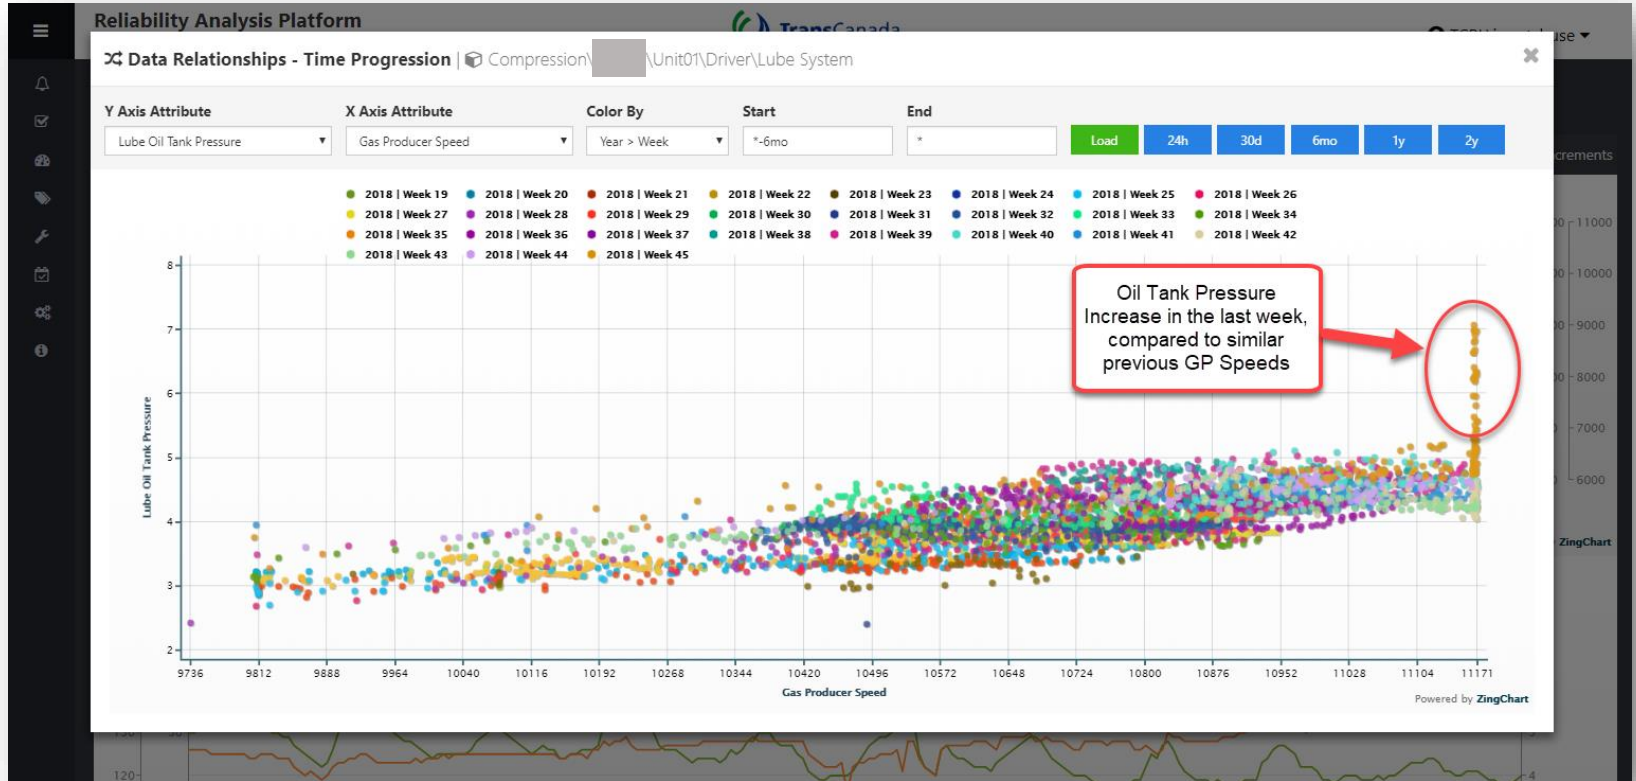 Reliability Analysis Platform
TransCanada
use
Data Relationships - Time Progression | Compression\ \Unit01\Driver\Lube System
Y Axis Attribute X Axis Attribute Color By Start End
Lube Oil Tank Pressure Gas Producer Speed Year > Week *-6mo * Load 24h 30d 6mo 1y 2y
crements
2018 | Week 19 2018 | Week 20 2018 | Week 21 2018 | Week 22 2018 | Week 23 2018 | Week 24 2018 | Week 25 2018 | Week 26
2018 | Week 27 2018 | Week 28 2018 | Week 29 2018 | Week 30 2018 | Week 31 2018 | Week 32 2018 | Week 33 2018 | Week 34
2018 | Week 35 2018 | Week 36 2018 | Week 37 2018 | Week 38 2018 | Week 39 2018 | Week 40 2018 | Week 41 2018 | Week 42
2018 | Week 43 2018 | Week 44 2018 | Week 45
Oil Tank Pressure
Increase in the last week,
compared to similar
previous GP Speeds
8
7
6
5
4
3
2
Lube Oil Tank Pressure
9736 9812 9888 9964 10040 10116 10192 10268 10344 10420 10496 10572 10648 10724 10800 10876 10952 11028 11104 11171
Gas Producer Speed
Powered by ZingChart
11000
10000
9000
8000
7000
6000
ZingChart
120
4